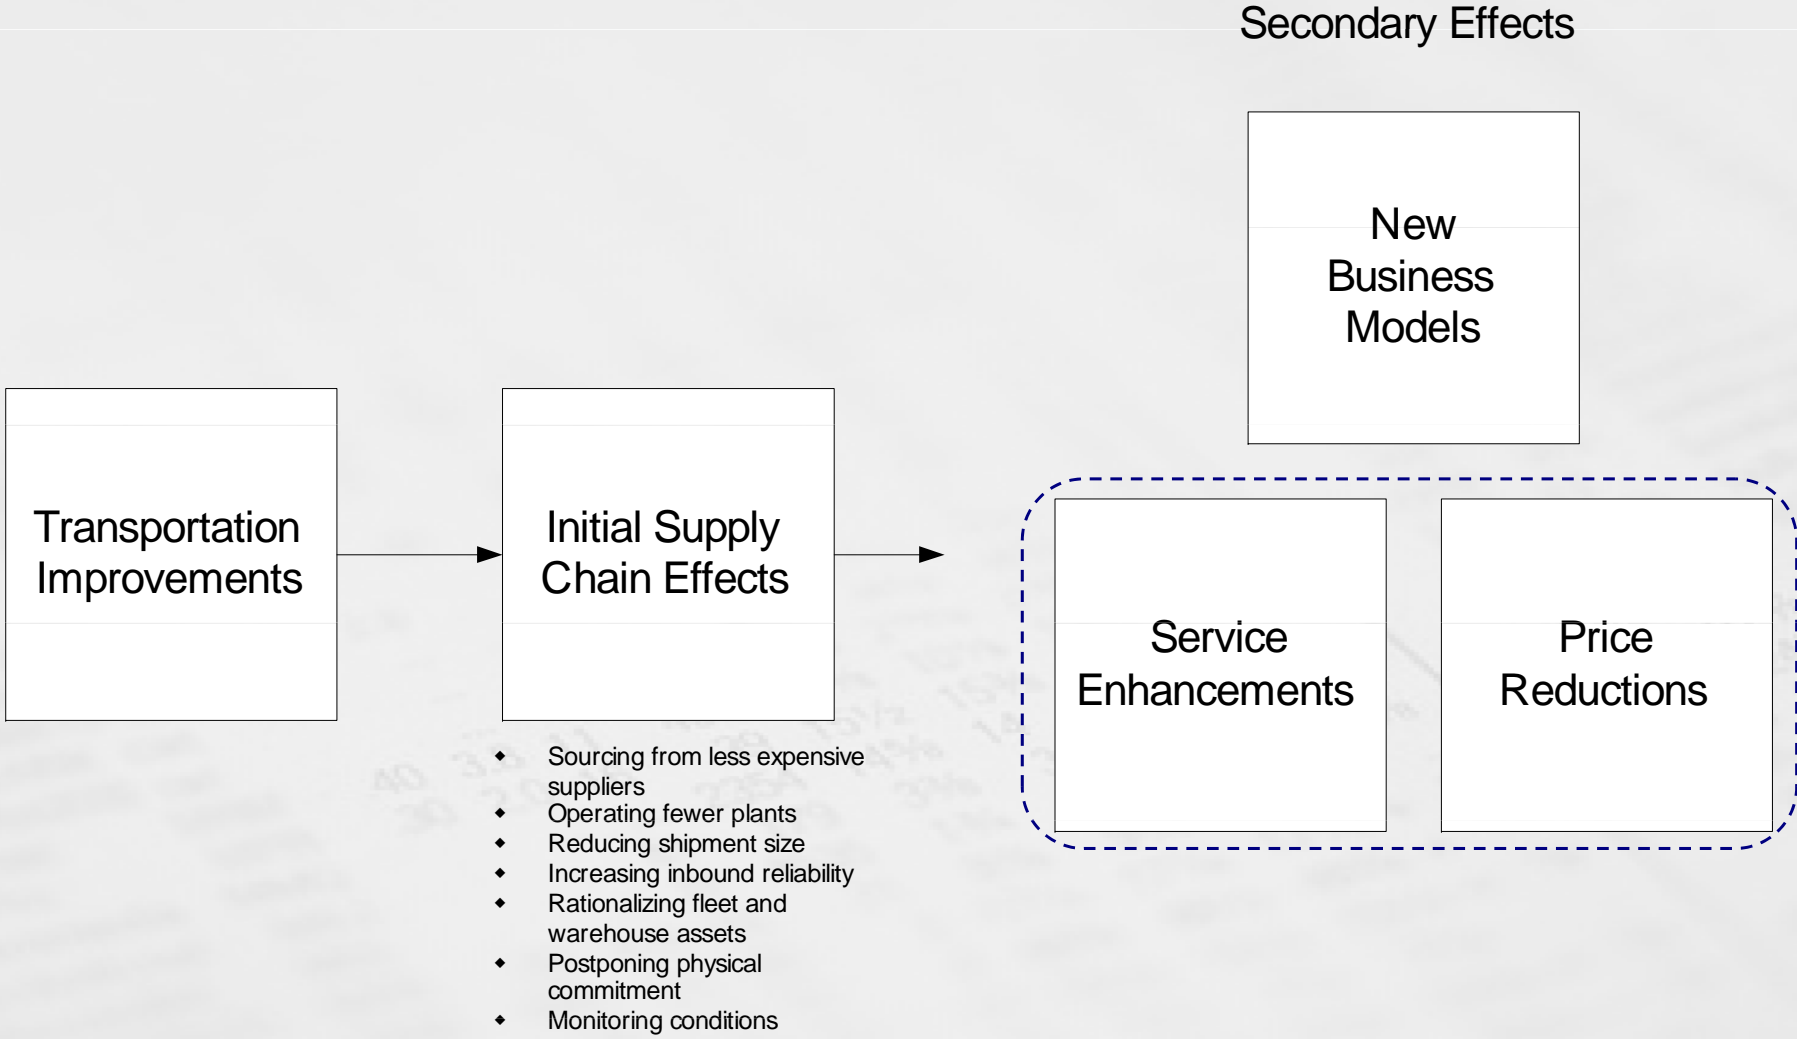 Secondary Effects
New
Business
Models
Transportation
Improvements
Initial Supply
Chain Effects
Service
Enhancements
Price
Reductions
◆ Sourcing from less expensive
suppliers
◆ Operating fewer plants
◆ Reducing shipment size
◆ Increasing inbound reliability
◆ Rationalizing fleet and
warehouse assets
◆ Postponing physical
commitment
◆ Monitoring conditions